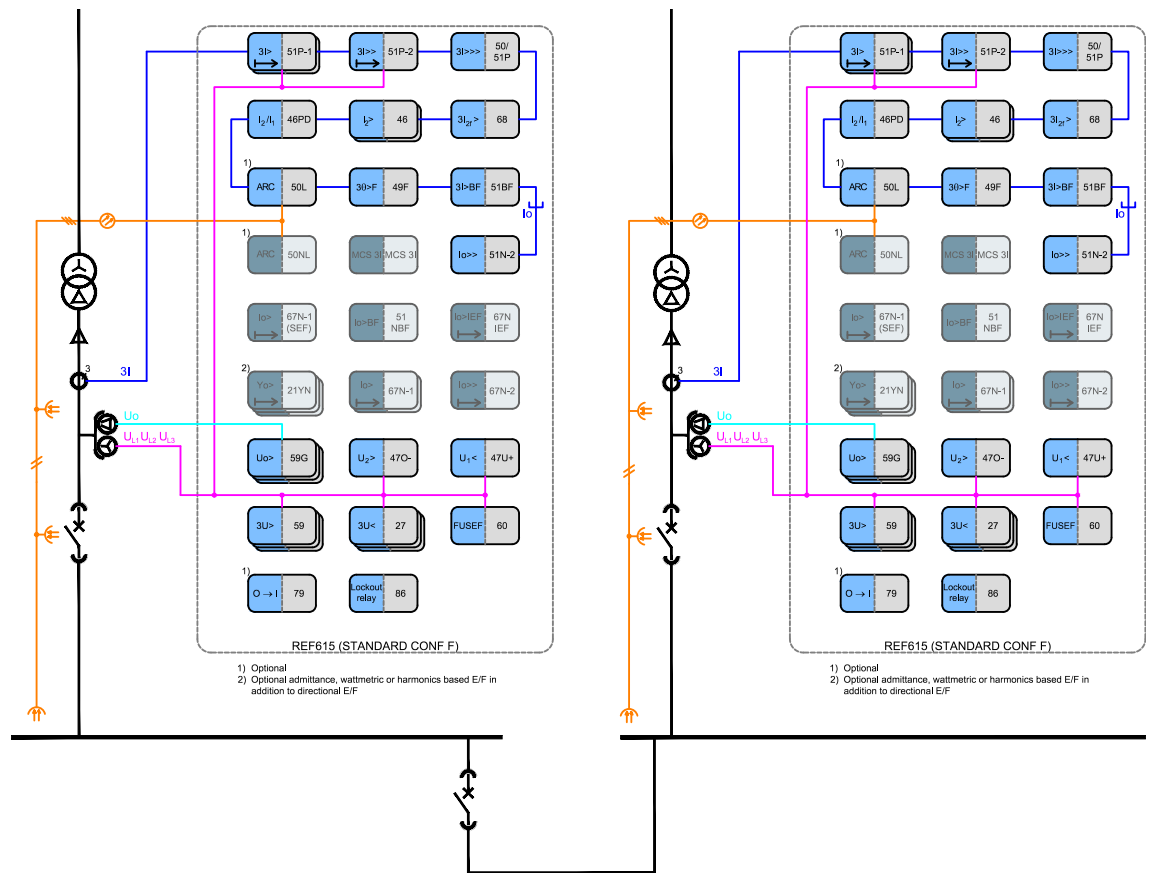 3I> 51P-1 3I>> 51P-2 3I>>> 50/
51P
I2/I1 46PD I2> 46 3I2f> 68
1)
ARC 50L 3θ>F 49F 3I>BF 51BF
Io
1)
ARC 50NL MCS 3I MCS 3I Io>> 51N-2
Io> 67N-1
(SEF) Io>BF 51
NBF Io>IEF 67N
IEF
3
3I
2)
Yo> 21YN Io> 67N-1 Io>> 67N-2
Uo
UL1 UL2 UL3
Uo> 59G U2> 47O- U1< 47U+
3U> 59 3U< 27 FUSEF 60
1)
O → I 79 Lockout
relay 86
REF615 (STANDARD CONF F)
1) Optional
2) Optional admittance, wattmetric or harmonics based E/F in
addition to directional E/F
3I> 51P-1 3I>> 51P-2 3I>>> 50/
51P
I2/I1 46PD I2> 46 3I2f> 68
1)
ARC 50L 3θ>F 49F 3I>BF 51BF
Io
1)
ARC 50NL MCS 3I MCS 3I Io>> 51N-2
Io> 67N-1
(SEF) Io>BF 51
NBF Io>IEF 67N
IEF
3
3I
2)
Yo> 21YN Io> 67N-1 Io>> 67N-2
Uo
UL1 UL2 UL3
Uo> 59G U2> 47O- U1< 47U+
3U> 59 3U< 27 FUSEF 60
1)
O → I 79 Lockout
relay 86
REF615 (STANDARD CONF F)
1) Optional
2) Optional admittance, wattmetric or harmonics based E/F in
addition to directional E/F